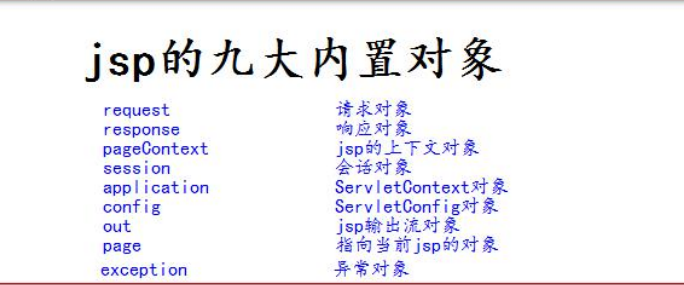 jsp的九大内置对象
request 请求对象
response 响应对象
pageContext jsp的上下文对象
session 会话对象
application ServletContext对象
config ServletConfig对象
out jsp输出流对象
page 指向当前jsp的对象
exception 异常对象